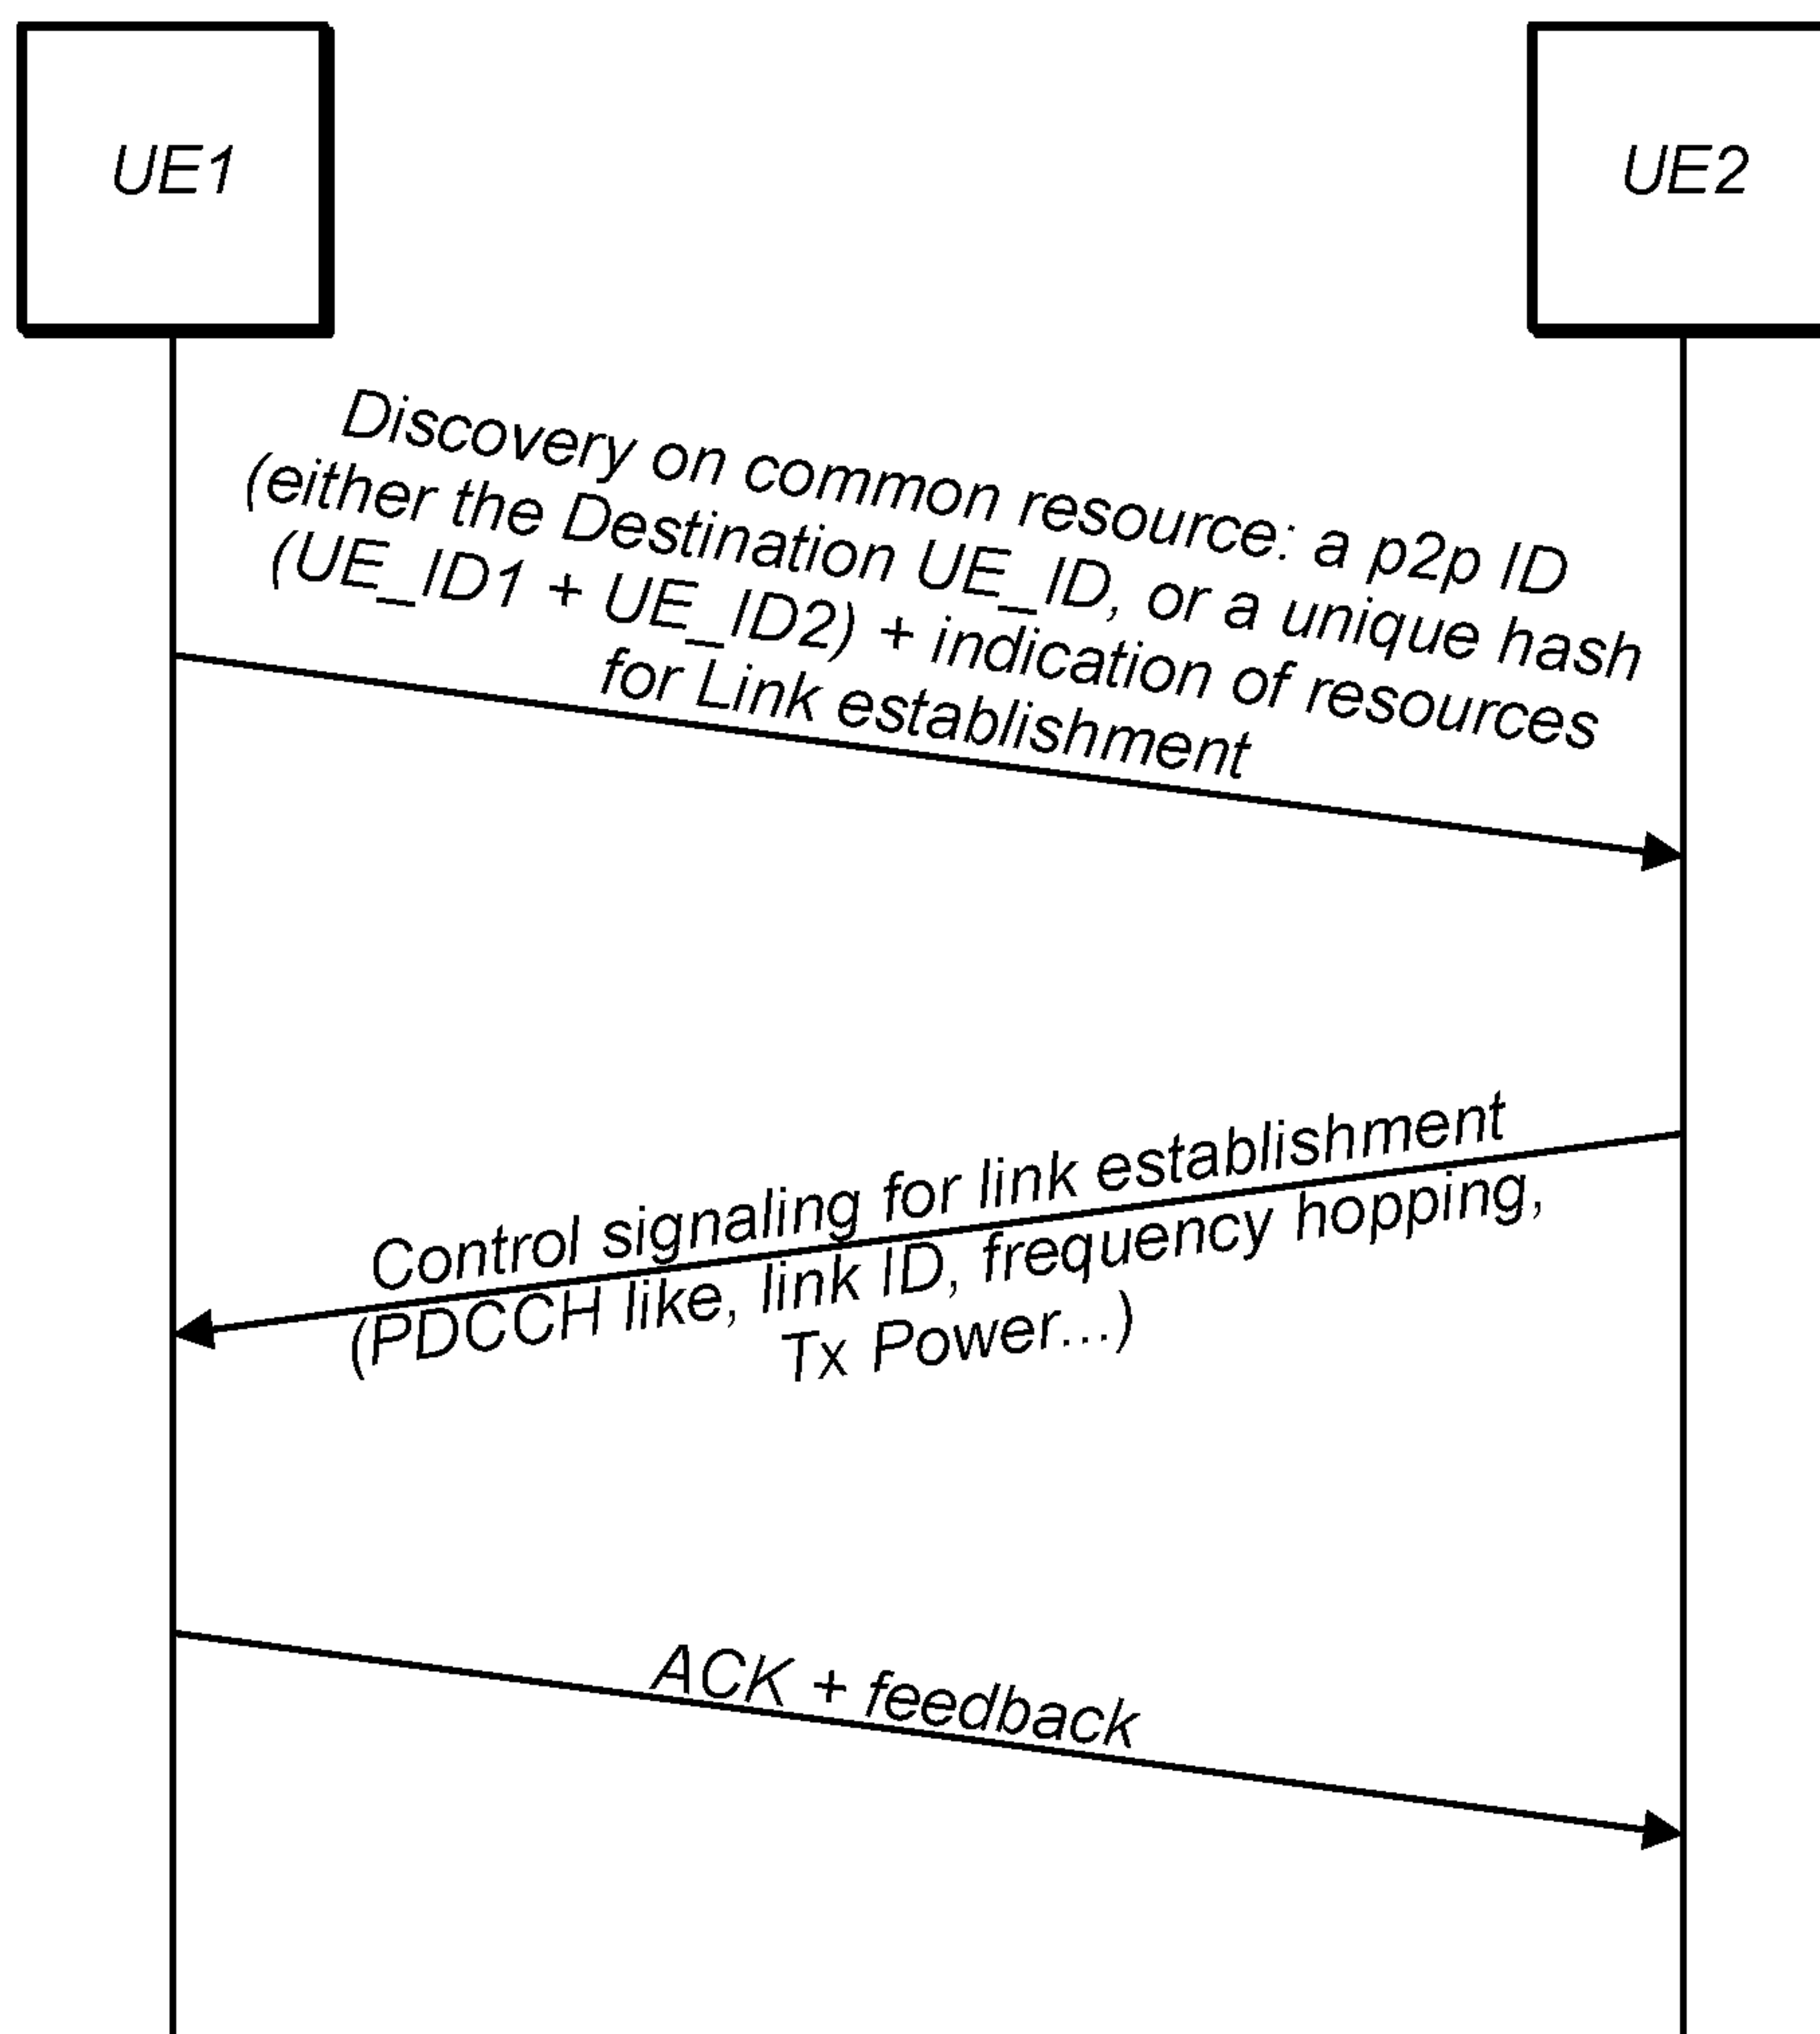 UE1
UE2
Discovery on common resource: a p2p ID
(either the Destination UE_ID, or a unique hash
(UE_ID1 + UE_ID2) + indication of resources
for Link establishment
Control signaling for link establishment
(PDCCH like, link ID, frequency hopping,
Tx Power...)
ACK + feedback